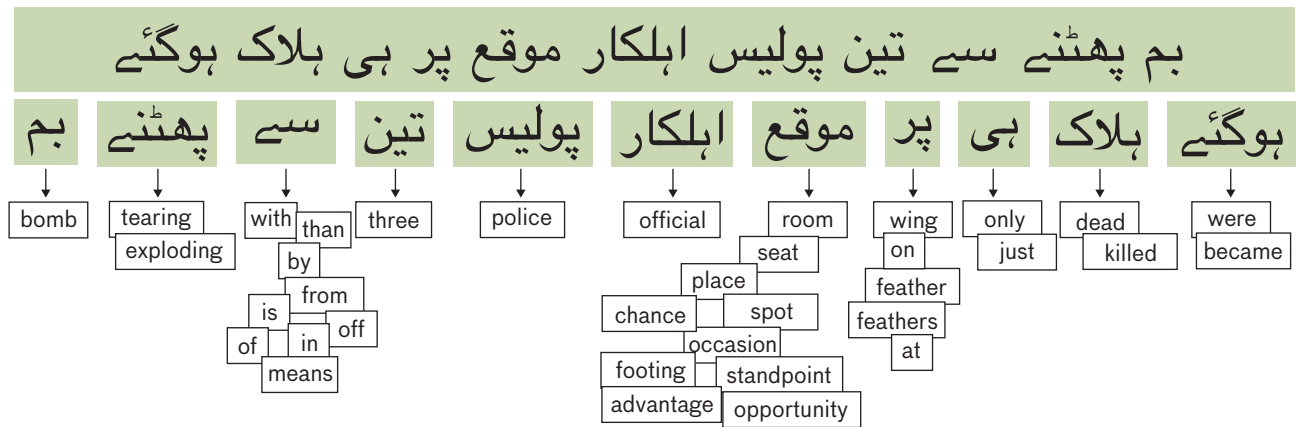 بم پھٹنے سے تین پولیس اہلکار موقع پر ہی ہلاک ہوگئے
بم پھٹنے سے تین پولیس اہلکار موقع پر ہی ہلاک ہوگئے
bomb
tearing
exploding
with
than
by
from
is
off
of
in
means
three
police
official
room
seat
place
chance
spot
occasion
footing
standpoint
advantage
opportunity
wing
on
feather
feathers
at
only
just
dead
killed
were
became